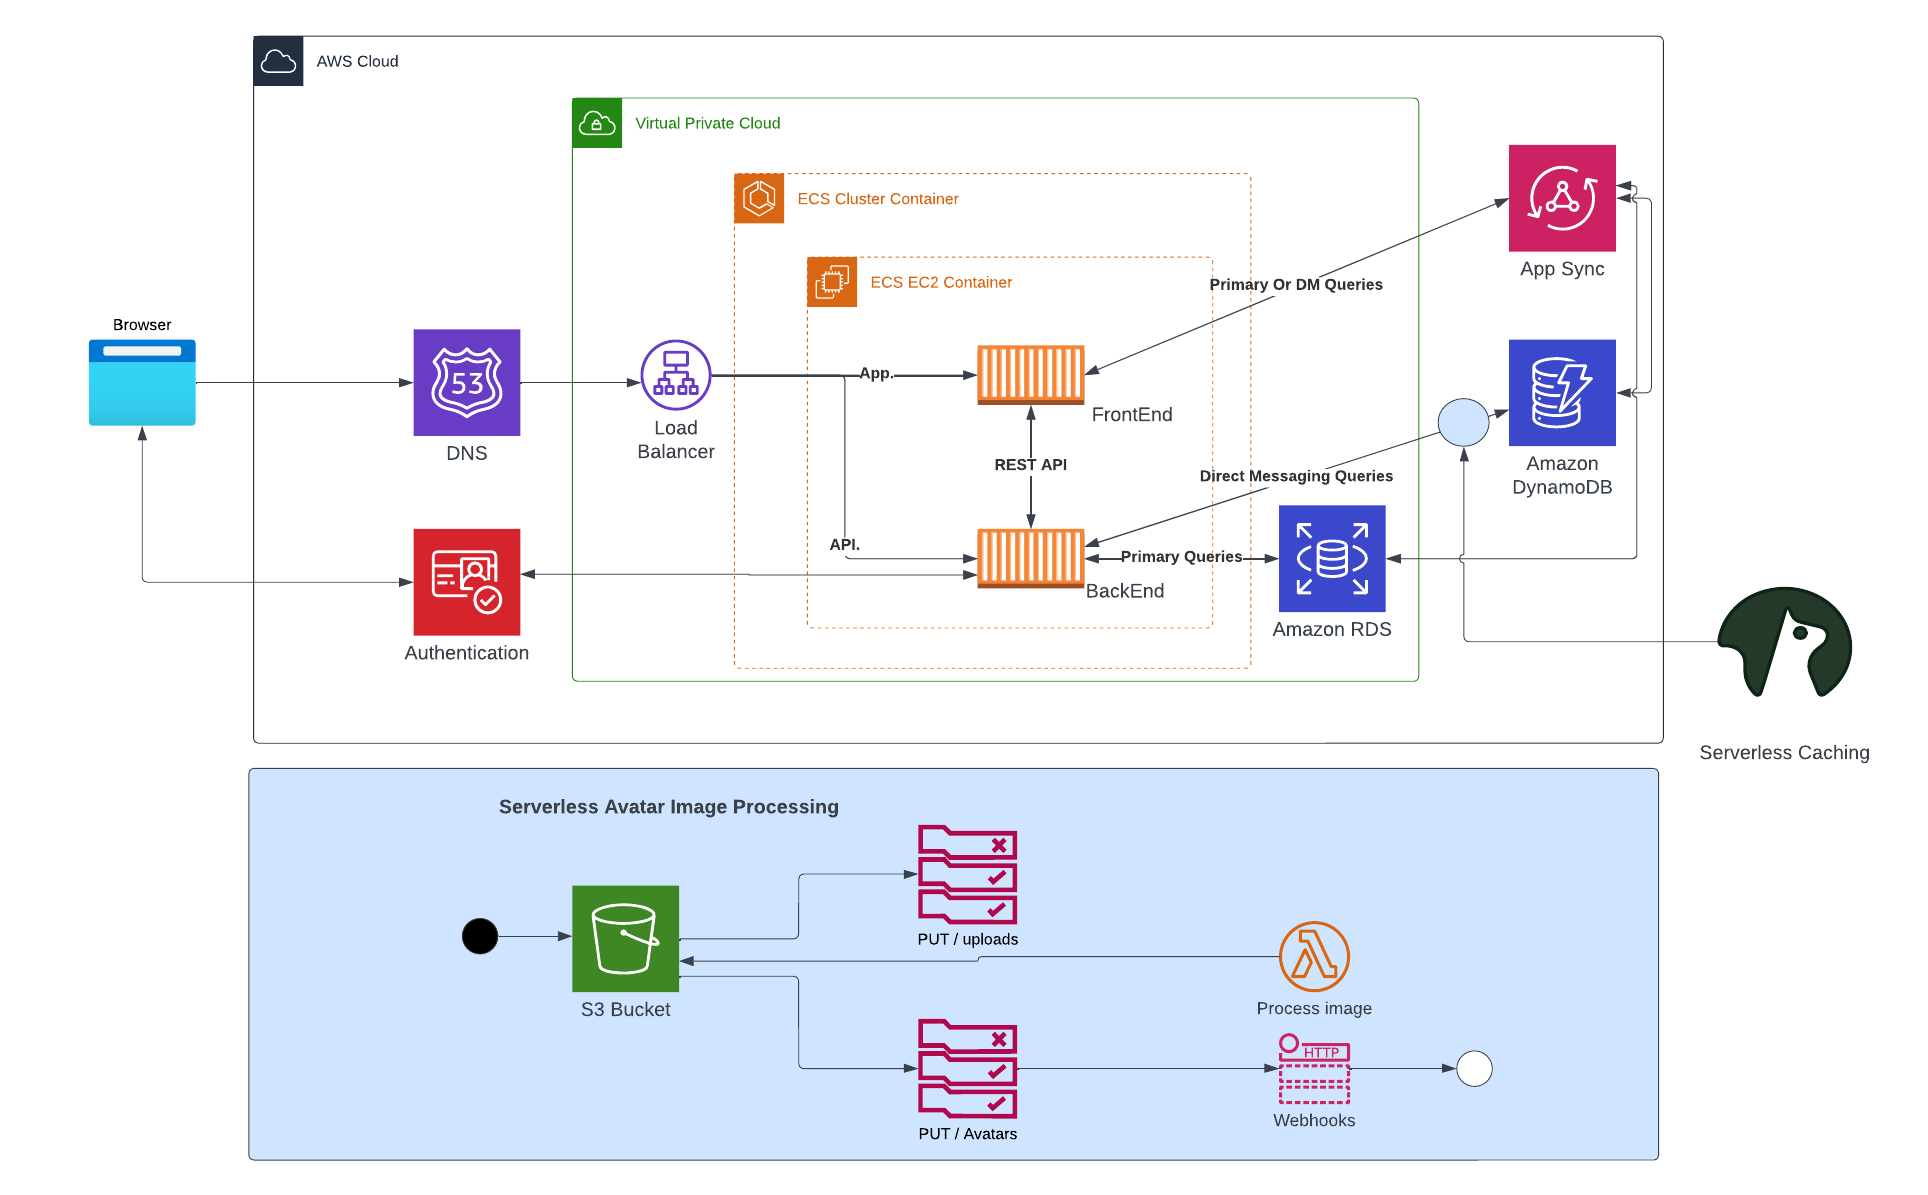 AWS Cloud
Virtual Private Cloud
ECS Cluster Container
ECS EC2 Container
App Sync
Primary Or DM Queries
Browser
53
DNS
Load
Balancer
App.
FrontEnd
REST API
Amazon
DynamoDB
Direct Messaging Queries
API.
Primary Queries
BackEnd
Amazon RDS
Authentication
Serverless Caching
Serverless Avatar Image Processing
PUT / uploads
S3 Bucket
Process image
HTTP
Webhooks
PUT / Avatars